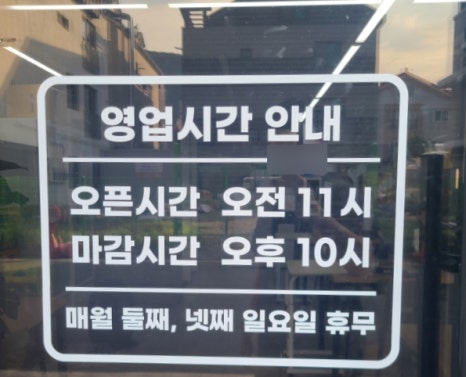 영업시간 안내
오픈시간 오전 11시
마감시간 오후 10시
매월 둘째, 넷째 일요일 휴무